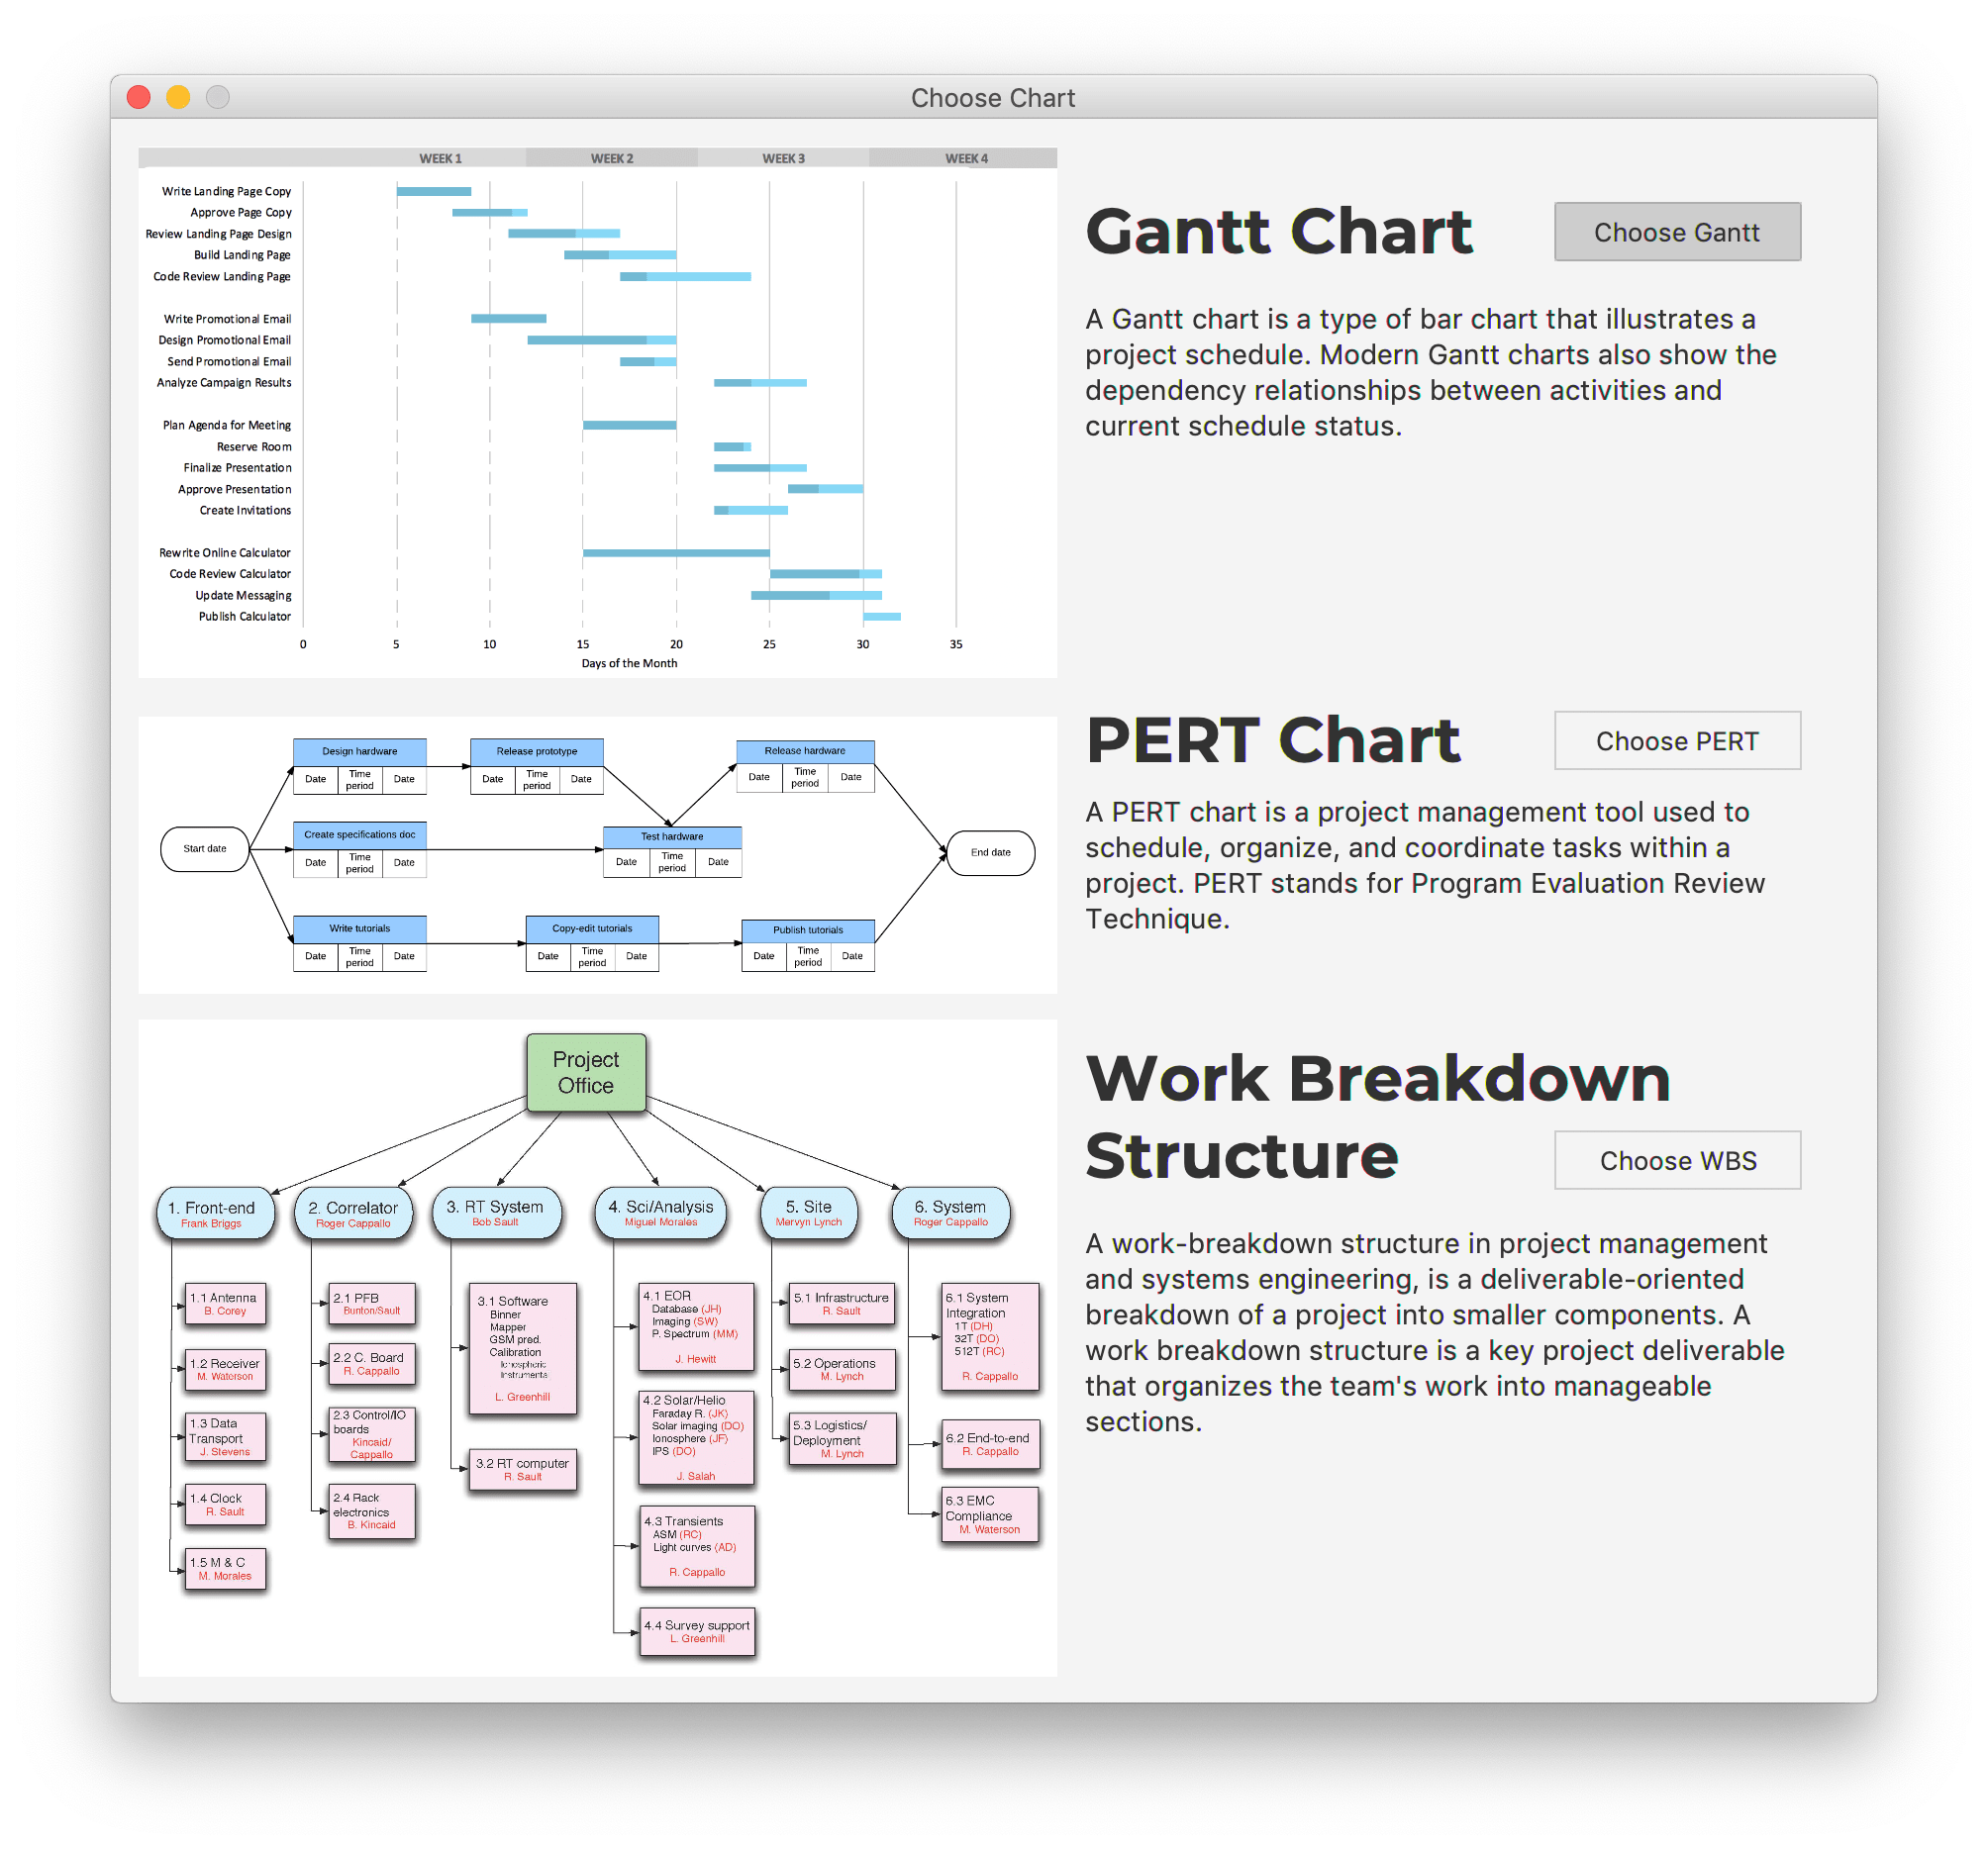 Choose Chart
WEEK 1 WEEK 2 WEEK 3 WEEK 4
Write Landing Page Copy
Approve Page Copy
Review Landing Page Design
Build Landing Page
Code Review Landing Page
Write Promotional Email
Design Promotional Email
Send Promotional Email
Analyze Campaign Results
Plan Agenda for Meeting
Reserve Room
Finalize Presentation
Approve Presentation
Create Invitations
Rewrite Online Calculator
Code Review Calculator
Update Messaging
Publish Calculator
0 5 10 15 20 25 30 35
Days of the Month
Gantt Chart
Choose Gantt
A Gantt chart is a type of bar chart that illustrates a
project schedule. Modern Gantt charts also show the
dependency relationships between activities and
current schedule status.
Start date
Design hardware
Date Time period Date
Release prototype
Date Time period Date
Release hardware
Date Time period Date
Create specifications doc
Date Time period Date
Test hardware
Date Time period Date
End date
Write tutorials
Date Time period Date
Copy-edit tutorials
Date Time period Date
Publish tutorials
Date Time period Date
PERT Chart
Choose PERT
A PERT chart is a project management tool used to
schedule, organize, and coordinate tasks within a
project. PERT stands for Program Evaluation Review
Technique.
Project
Office
1. Front-end
Frank Briggs
1.1 Antenna
B. Corey
1.2 Receiver
M. Waterson
1.3 Data
Transport
J. Stevens
1.4 Clock
R. Sault
1.5 M & C
M. Morales
2. Correlator
Roger Cappallo
2.1 PFB
Bunton/Sault
2.2 C. Board
R. Cappallo
2.3 Control/IO
boards
Kincaid/
Cappallo
2.4 Rack
electronics
B. Kincaid
3. RT System
Bob Sault
3.1 Software
Binner
Mapper
GSM pred.
Calibration
Ionospheric
Instrumental
L. Greenhill
3.2 RT computer
R. Sault
4. Sci/Analysis
Miguel Morales
4.1 EOR
Database (JH)
Imaging (SW)
P. Spectrum (MM)
J. Hewitt
4.2 Solar/Helio
Faraday R. (JK)
Solar imaging (DO)
Ionosphere (JF)
IPS (DO)
J. Salah
4.3 Transients
ASM (RC)
Light curves (AD)
R. Cappallo
4.4 Survey support
L. Greenhill
5. Site
Mervyn Lynch
5.1 Infrastructure
R. Sault
5.2 Operations
M. Lynch
5.3 Logistics/
Deployment
M. Lynch
6. System
Roger Cappallo
6.1 System
Integration
1T (DH)
32T (DO)
512T (RC)
R. Cappallo
6.2 End-to-end
R. Cappallo
6.3 EMC
Compliance
M. Waterson
Work Breakdown
Structure
Choose WBS
A work-breakdown structure in project management
and systems engineering, is a deliverable-oriented
breakdown of a project into smaller components. A
work breakdown structure is a key project deliverable
that organizes the team's work into manageable
sections.